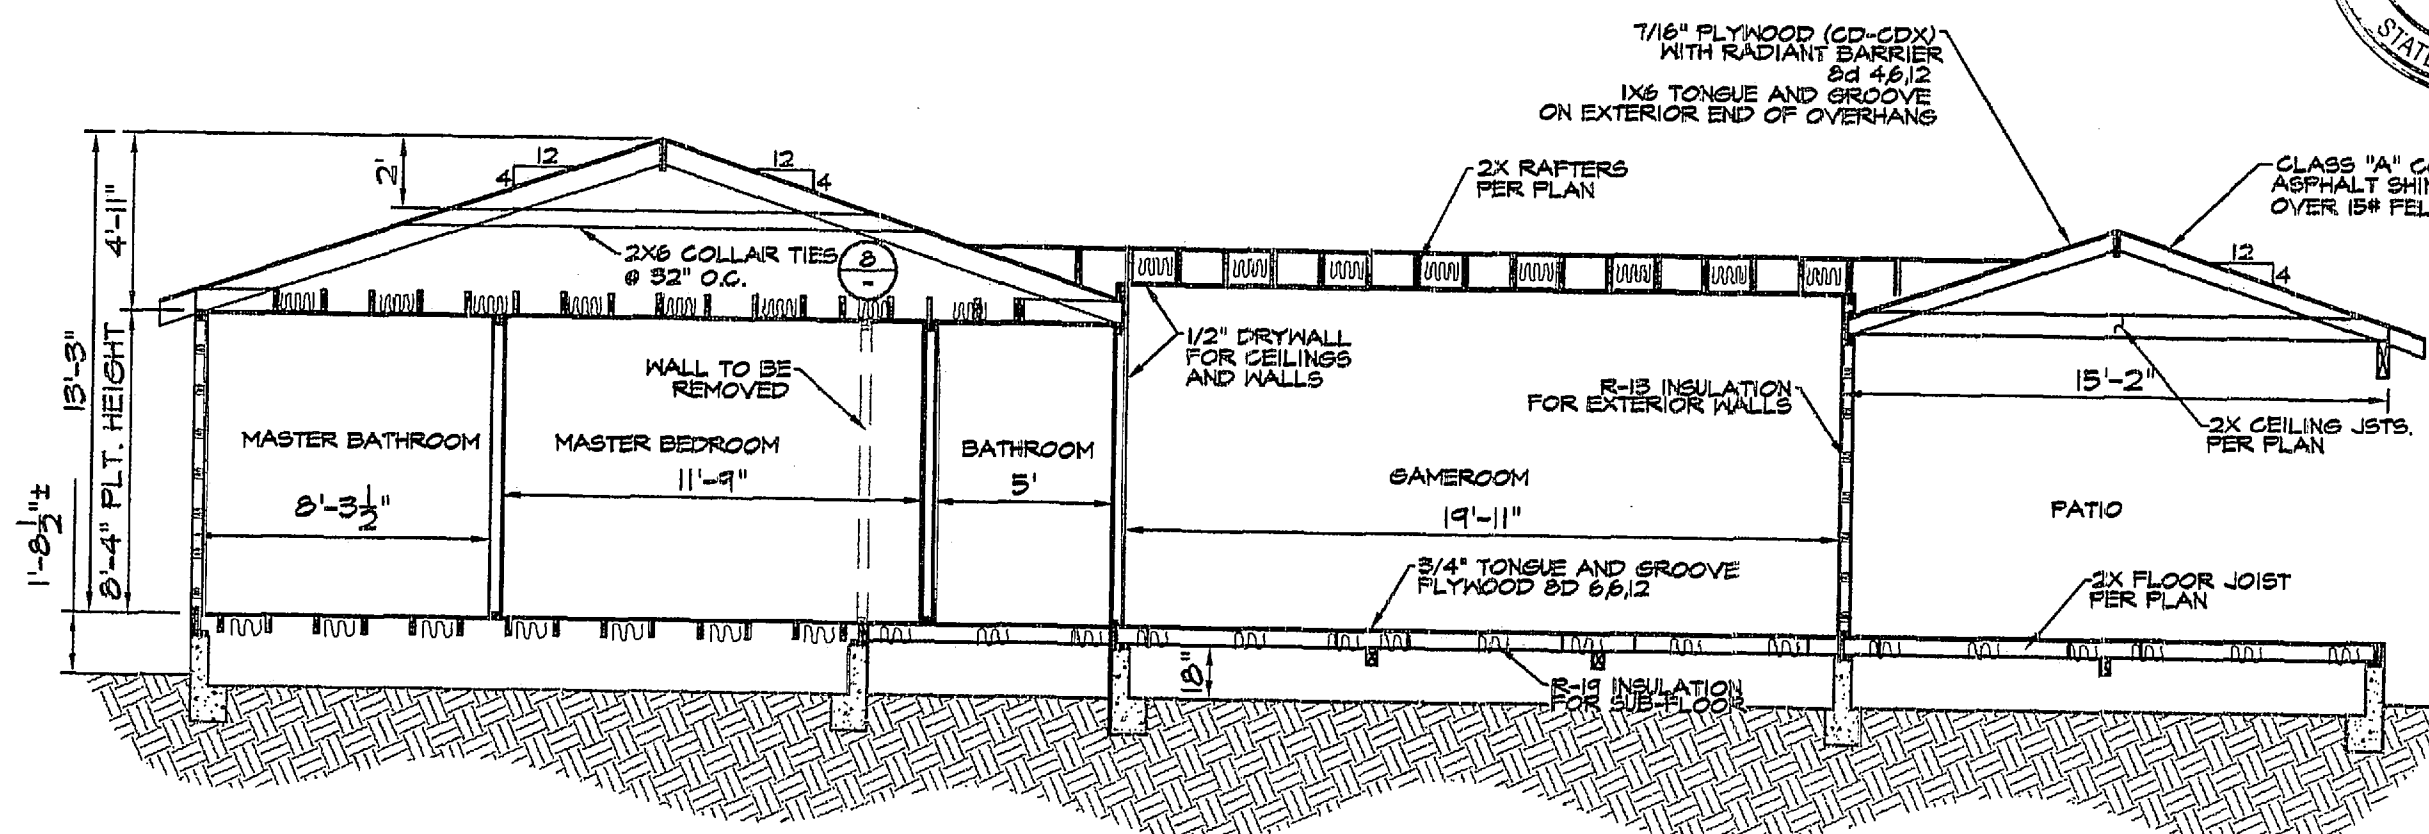 STATE
7/16" PLYWOOD (CD-CDX)
WITH RADIANT BARRIER
8d 4,6,12
1X6 TONGUE AND GROOVE
ON EXTERIOR END OF OVERHANG
2X RAFTERS
PER PLAN
CLASS "A" CO
ASPHALT SHIN
OVER 15# FEL
12
4
12
4
12
4
2'
4'-11"
13'-3"
8'-4" PLT. HEIGHT
1'-8 1/2"±
2X6 COLLAIR TIES
@ 32" O.C.
8
-
WALL TO BE
REMOVED
1/2" DRYWALL
FOR CEILINGS
AND WALLS
R-13 INSULATION
FOR EXTERIOR WALLS
15'-2"
2X CEILING JSTS.
PER PLAN
MASTER BATHROOM
8'-3 1/2"
MASTER BEDROOM
11'-9"
BATHROOM
5'
GAMEROOM
19'-11"
PATIO
3/4" TONGUE AND GROOVE
PLYWOOD 8D 6,6,12
2X FLOOR JOIST
PER PLAN
18"
R-19 INSULATION
FOR SUB-FLOOR